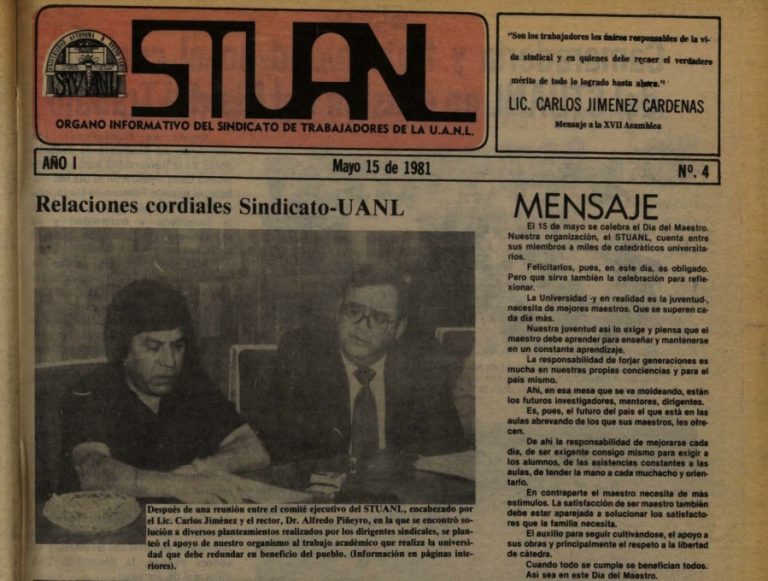 STUANL
ORGANO INFORMATIVO DEL SINDICATO DE TRABAJADORES DE LA U.A.N.L.
"Son los trabajadores los únicos responsables de la vi-
da sindical y en quienes debe recaer el verdadero
mérito de todo lo logrado hasta ahora."
LIC. CARLOS JIMENEZ CARDENAS
Mensaje a la XVII Asamblea
AÑO I Mayo 15 de 1981 Nº. 4
Relaciones cordiales Sindicato-UANL
Después de una reunión entre el comité ejecutivo del STUANL, encabezado por
el Lic. Carlos Jiménez y el rector, Dr. Alfredo Piñeyro, en la que se encontró so-
lución a diversos planteamientos realizados por los dirigentes sindicales, se plan-
teó el apoyo de nuestro organismo al trabajo académico que realiza la universi-
dad que debe redundar en beneficio del pueblo. (Información en páginas inte-
riores).
MENSAJE
El 15 de mayo se celebra el Día del Maestro.
Nuestra organización, el STUANL, cuenta entre
sus miembros a miles de catedráticos universita-
rios.
Felicitarlos, pues, en este día, es obligado.
Pero que sirva también la celebración para refle-
xionar.
La Universidad -y en realidad es la juventud-,
necesita de mejores maestros. Que se superen ca-
da día más.
Nuestra juventud así lo exige y piensa que el
maestro debe aprender para enseñar y mantenerse
en un constante aprendizaje.
La responsabilidad de forjar generaciones es
mucha en nuestras propias conciencias y para el
país mismo.
Ahí, en esa mesa que se va moldeando, están
los futuros investigadores, mentores, dirigentes.
Es, pues, el futuro del país el que está en las
aulas abrevando de los que sus maestros, les ofre-
cen.
De ahí la responsabilidad de mejorarse cada
día, de ser exigente consigo mismo para exigir a
los alumnos, de las asistencias constantes a las
aulas, de tender la mano a cada muchacho y orien-
tarlo.
En contraparte el maestro necesita de más
estímulos. La satisfacción de ser maestro también
debe estar aparejada a solucionar los satisfacto-
res que la familia necesita.
El auxilio para seguir cultivándose, el apoyo a
sus obras y principalmente el respeto a la libertad
de cátedra.
Cuando todo se cumple se benefician todos.
Así sea en este Día del Maestro.